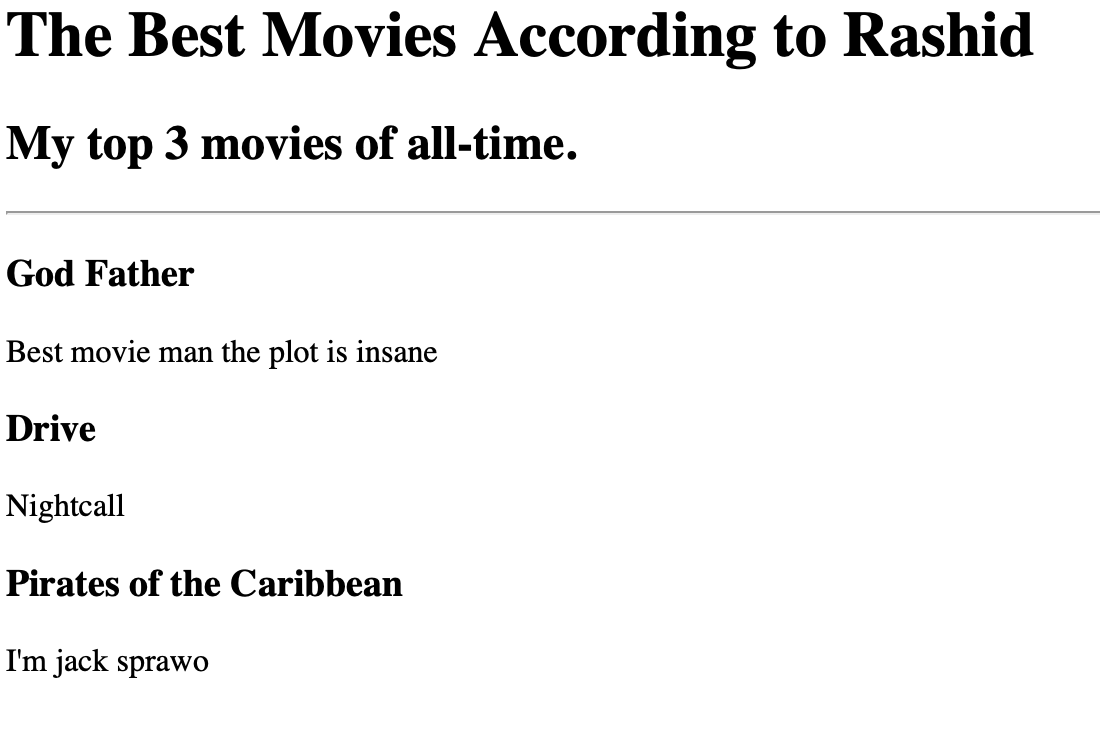 The Best Movies According to Rashid
My top 3 movies of all-time.
God Father
Best movie man the plot is insane
Drive
Nightcall
Pirates of the Caribbean
I'm jack sprawo